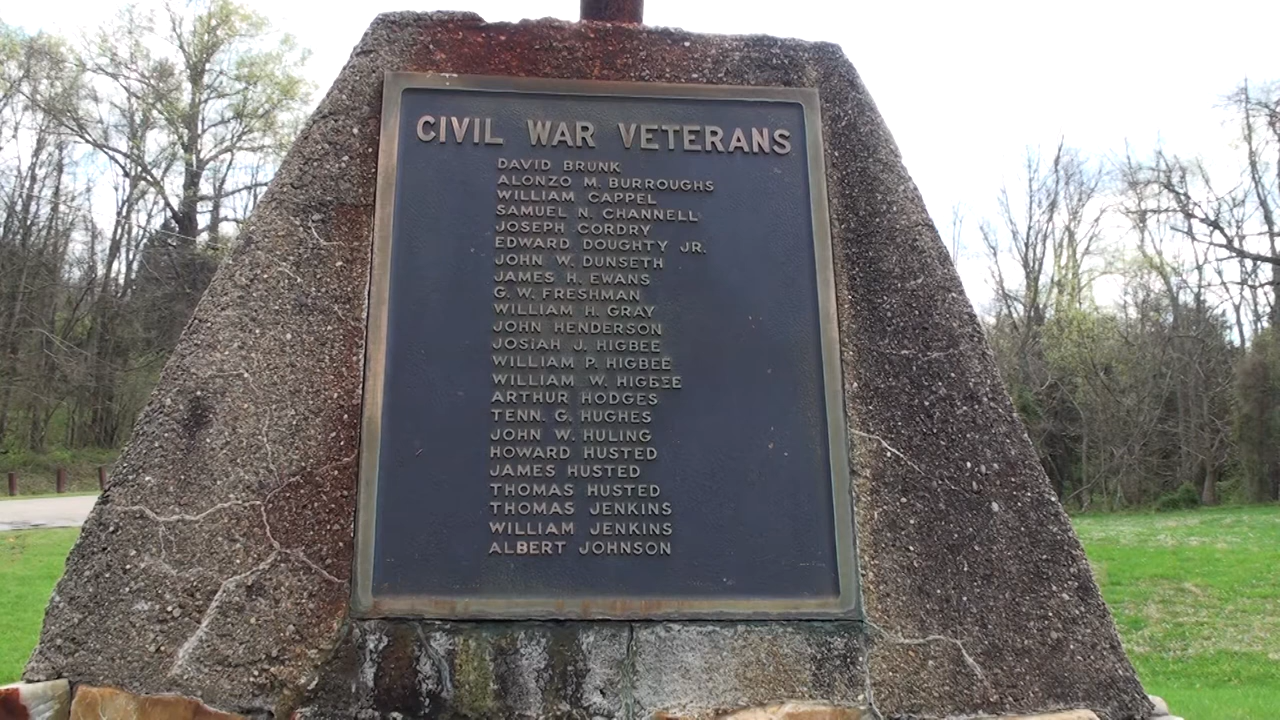 CIVIL WAR VETERANS
DAVID BRUNK
ALONZO M. BURROUGHS
WILLIAM CAPPEL
SAMUEL N. CHANNELL
JOSEPH CORDRY
EDWARD DOUGHTY JR.
JOHN W. DUNSETH
JAMES H. EWANS
G. W. FRESHMAN
WILLIAM H. GRAY
JOHN HENDERSON
JOSIAH J. HIGBEE
WILLIAM P. HIGBEE
WILLIAM W. HIGBEE
ARTHUR HODGES
TENN. G. HUGHES
JOHN W. HULING
HOWARD HUSTED
JAMES HUSTED
THOMAS HUSTED
THOMAS JENKINS
WILLIAM JENKINS
ALBERT JOHNSON